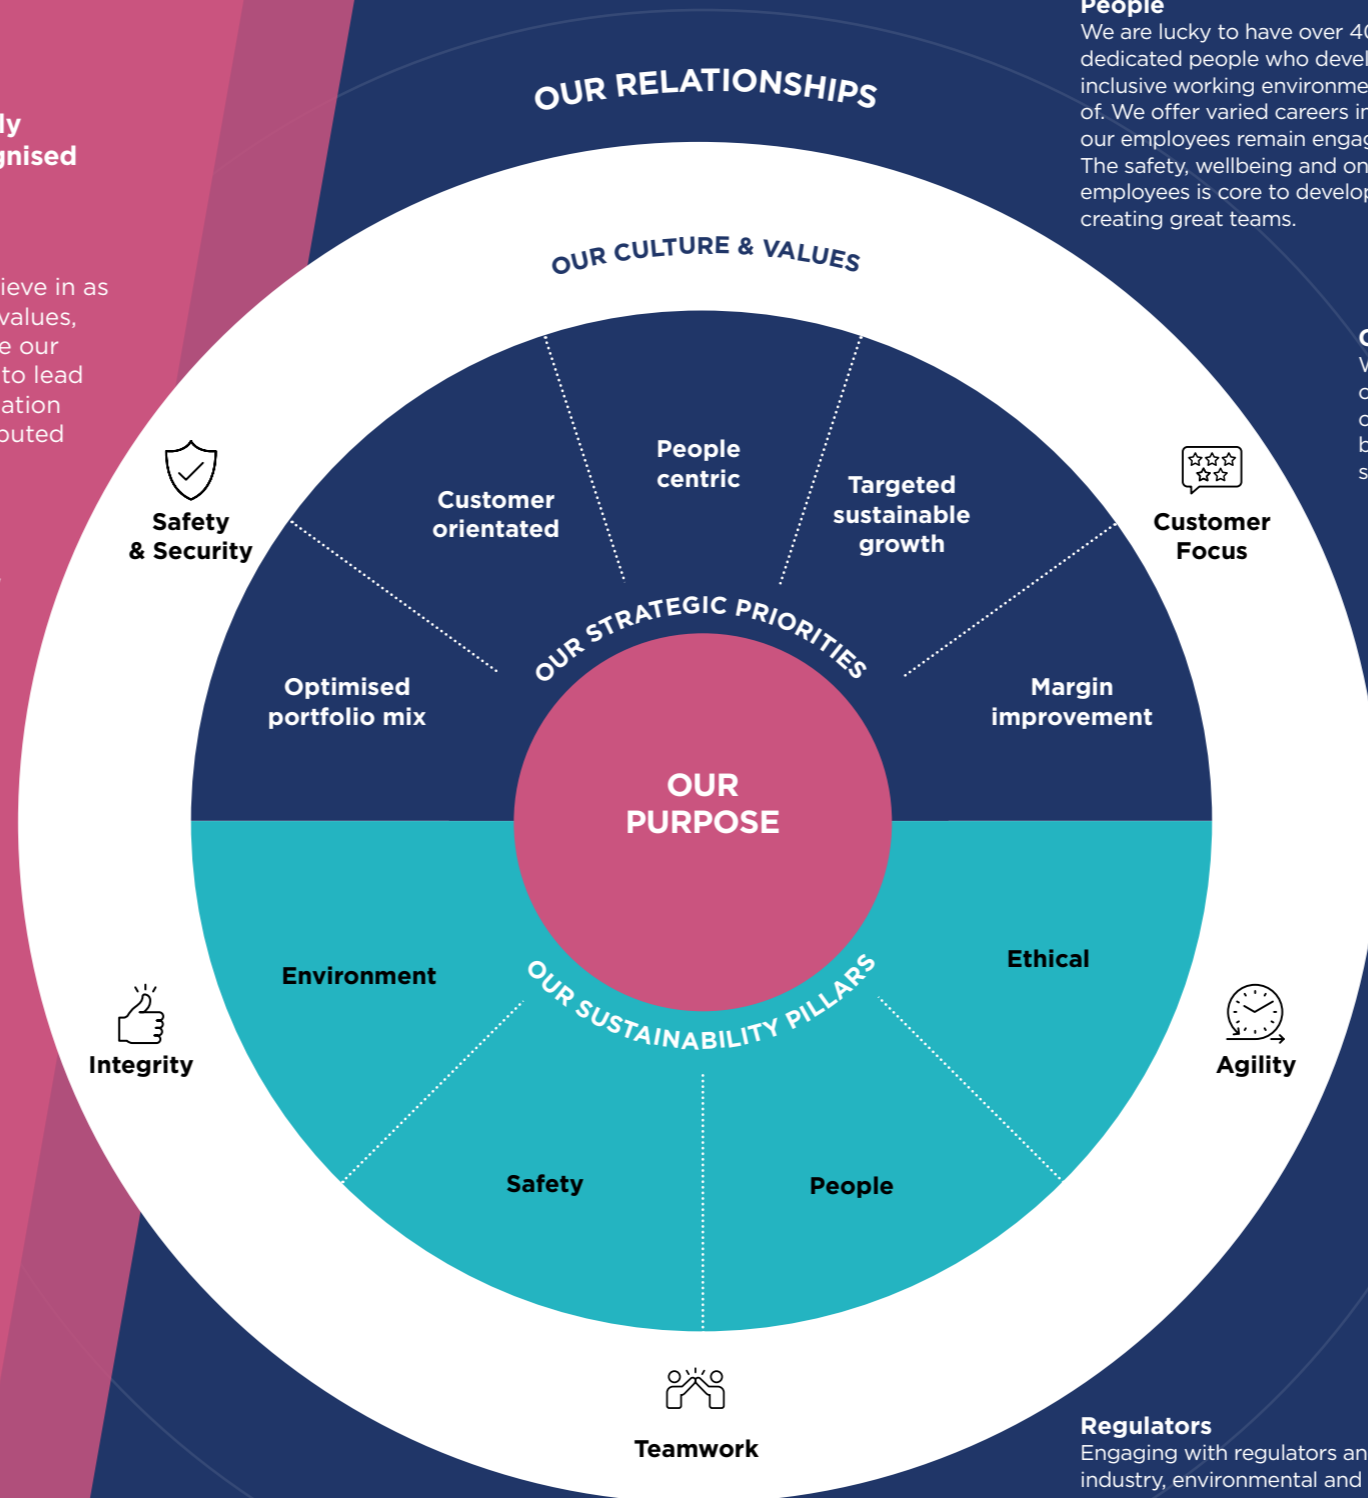 ly
gnised
ieve in as
values,
e our
to lead
ation
outed
OUR RELATIONSHIPS
OUR CULTURE & VALUES
Safety
& Security
Customer
Focus
Integrity
Agility
Teamwork
Optimised
portfolio mix
Customer
orientated
People
centric
Targeted
sustainable
growth
Margin
improvement
OUR STRATEGIC PRIORITIES
OUR
PURPOSE
OUR SUSTAINABILITY PILLARS
Environment
Safety
People
Ethical
People
We are lucky to have over 40
dedicated people who devel
inclusive working environme
of. We offer varied careers in
our employees remain engag
The safety, wellbeing and on
employees is core to develop
creating great teams.
Regulators
Engaging with regulators an
industry, environmental and